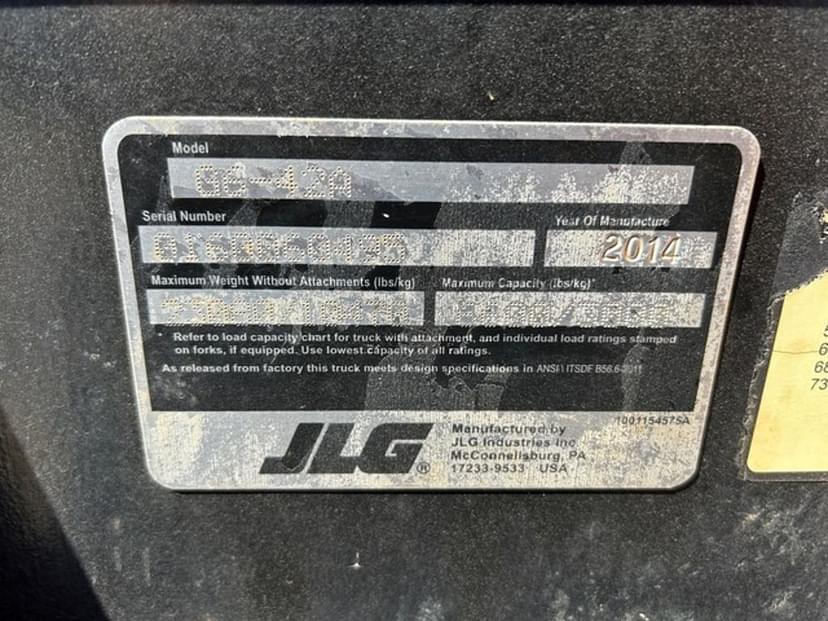 Model
G9-42A
Serial Number
Year Of Manufacture
0160060495
2014
Maximum Weight Without Attachments (lbs/kg)
Maximum Capacity (lbs/kg)*
* Refer to load capacity chart for truck with attachment, and individual load ratings stamped
on forks, if equipped. Use lowest capacity of all ratings.
As released from factory this truck meets design specifications in ANSI\ITSDF B56.6-2011
1001154575A
JLG®
Manufactured by
JLG Industries Inc
McConnellsburg, PA
17233-9533 USA